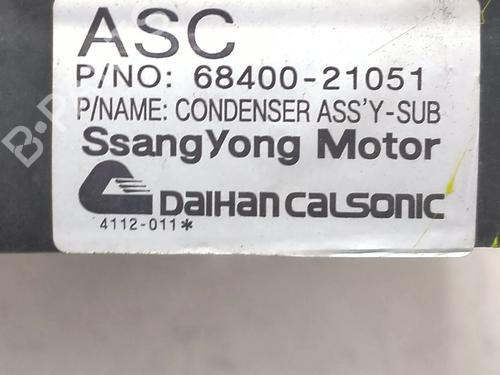 ASC
P/NO: 68400-21051
P/NAME: CONDENSER ASS'Y-SUB
SsangYong Motor
DAIHAN CALSONIC
4112-011*